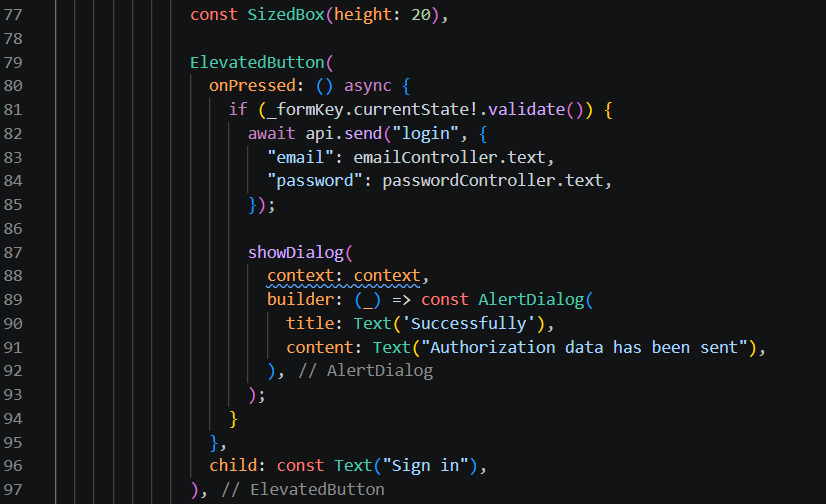 77 const SizedBox(height: 20),
78
79 ElevatedButton(
80 onPressed: () async {
81 if (_formKey.currentState!.validate()) {
82 await api.send("login", {
83 "email": emailController.text,
84 "password": passwordController.text,
85 });
86
87 showDialog(
88 context: context,
89 builder: (_) => const AlertDialog(
90 title: Text('Successfully'),
91 content: Text("Authorization data has been sent"),
92 ), // AlertDialog
93 );
94 }
95 },
96 child: const Text("Sign in"),
97 ), // ElevatedButton